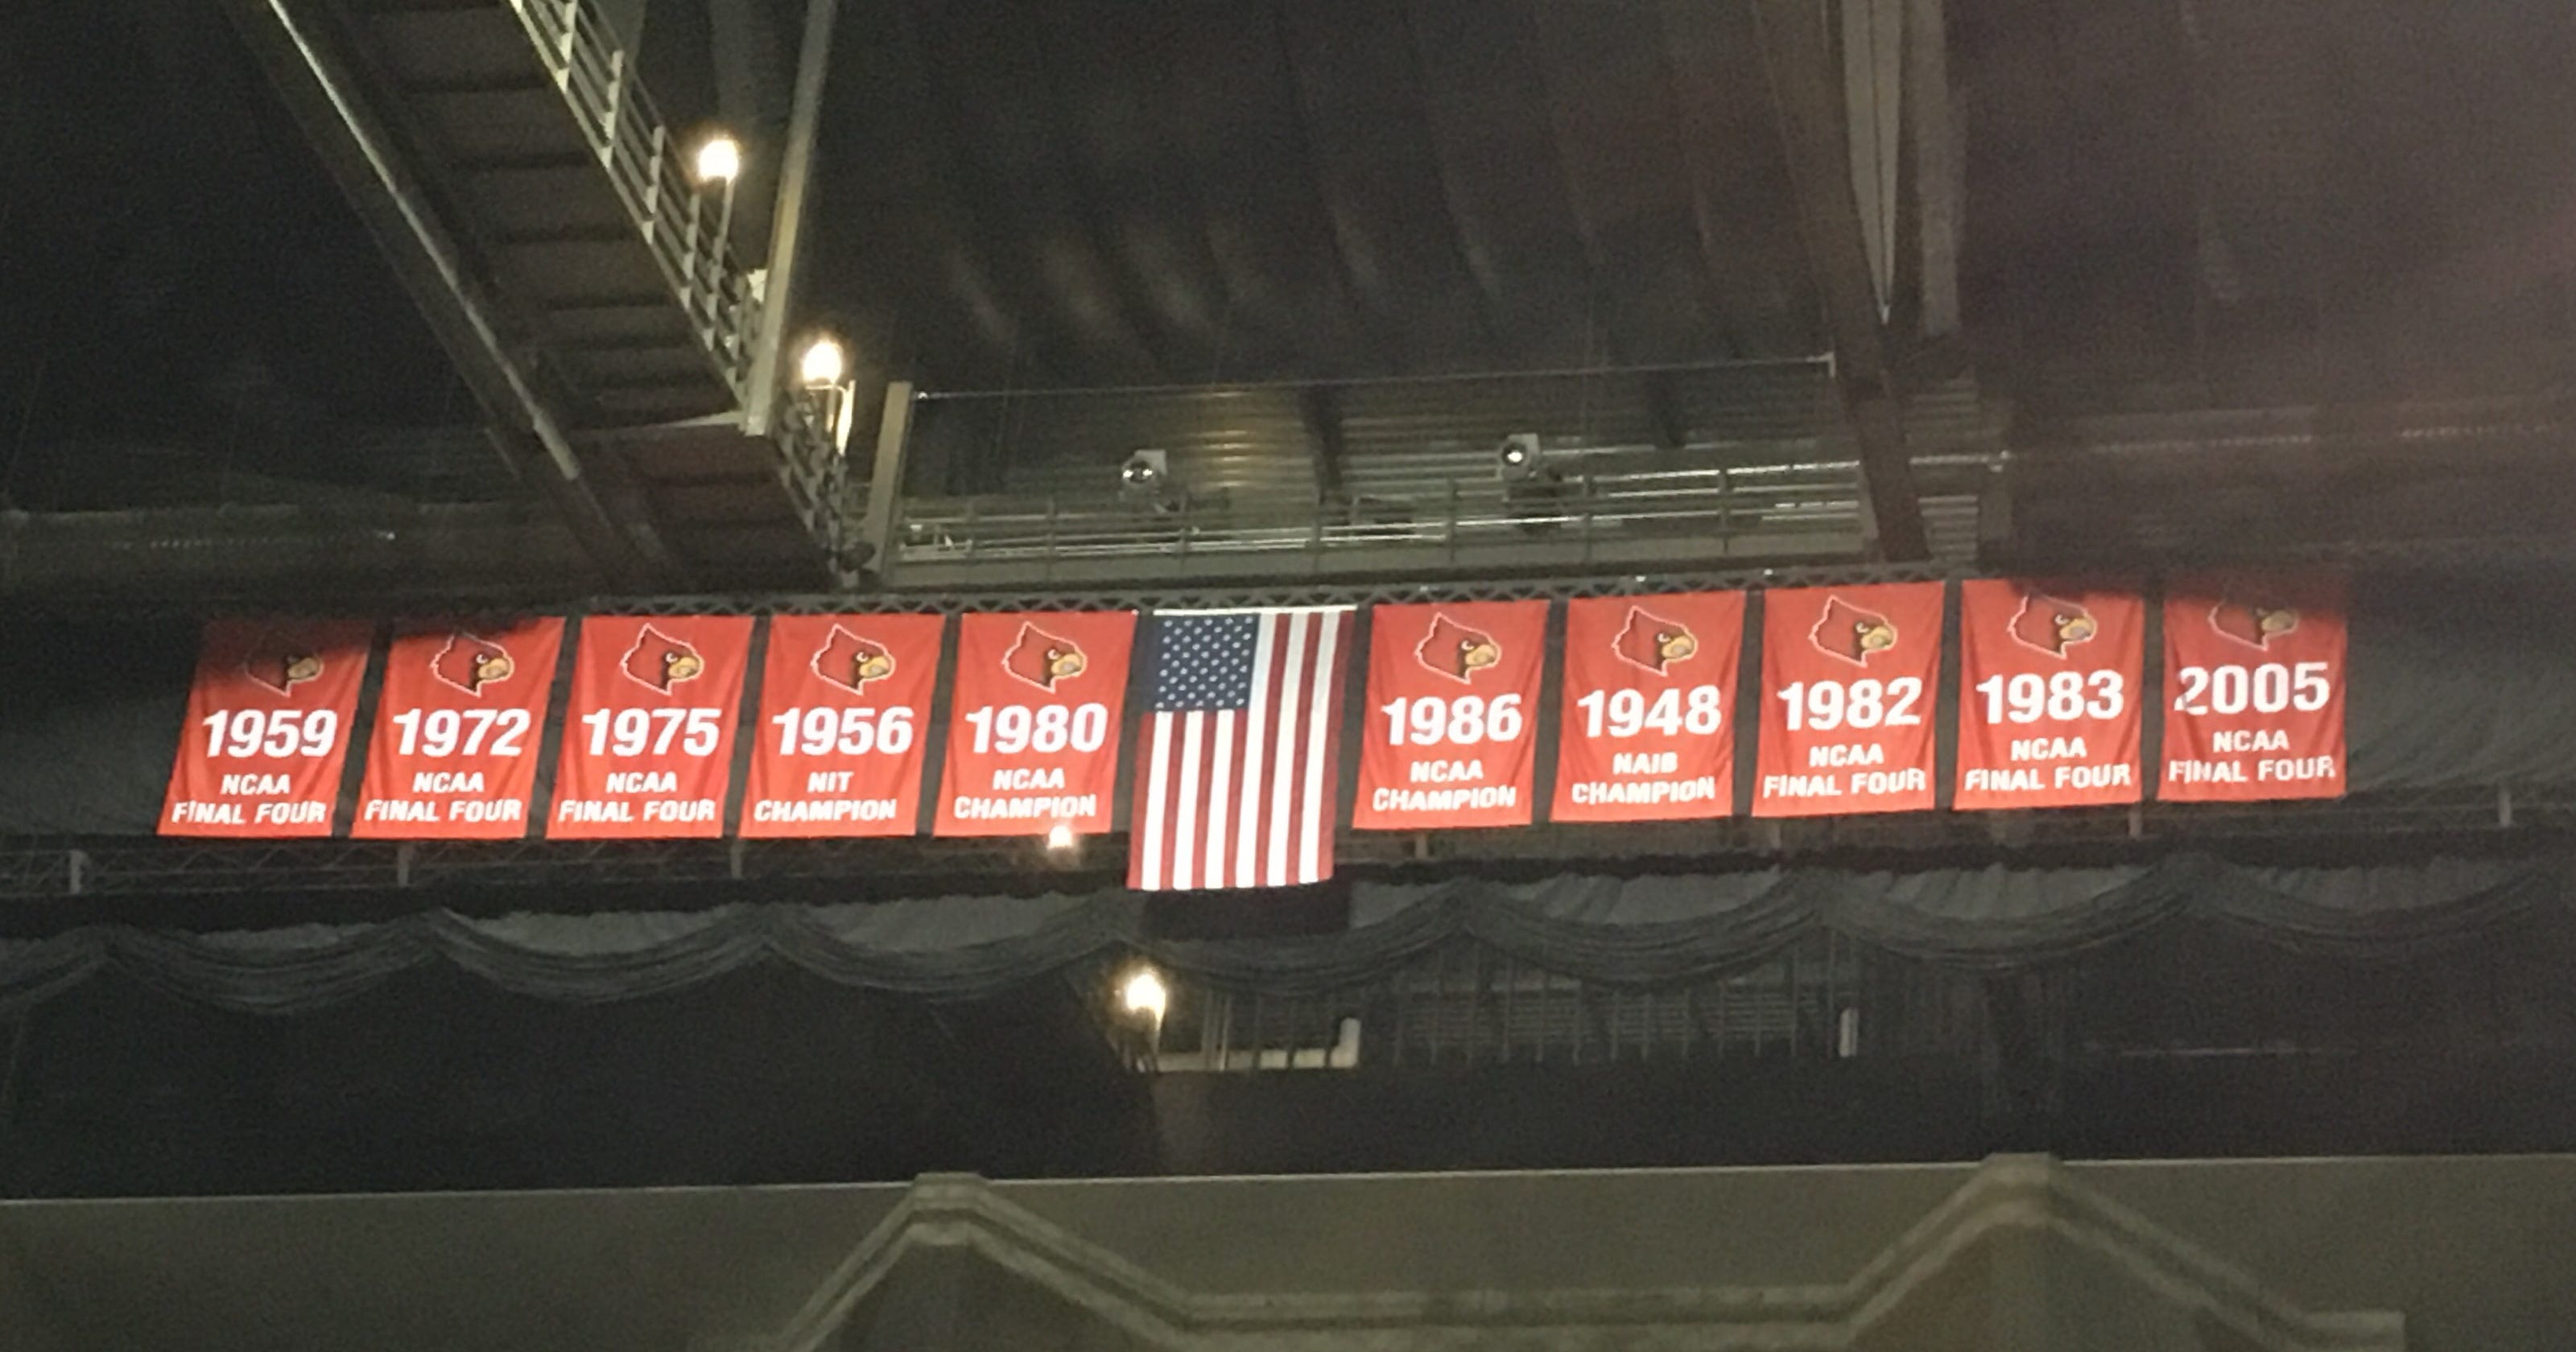 1959
NCAA
FINAL FOUR
1972
NCAA
FINAL FOUR
1975
NCAA
FINAL FOUR
1956
NIT
CHAMPION
1980
NCAA
CHAMPION
1986
NCAA
CHAMPION
1948
NAIB
CHAMPION
1982
NCAA
FINAL FOUR
1983
NCAA
FINAL FOUR
2005
NCAA
FINAL FOUR